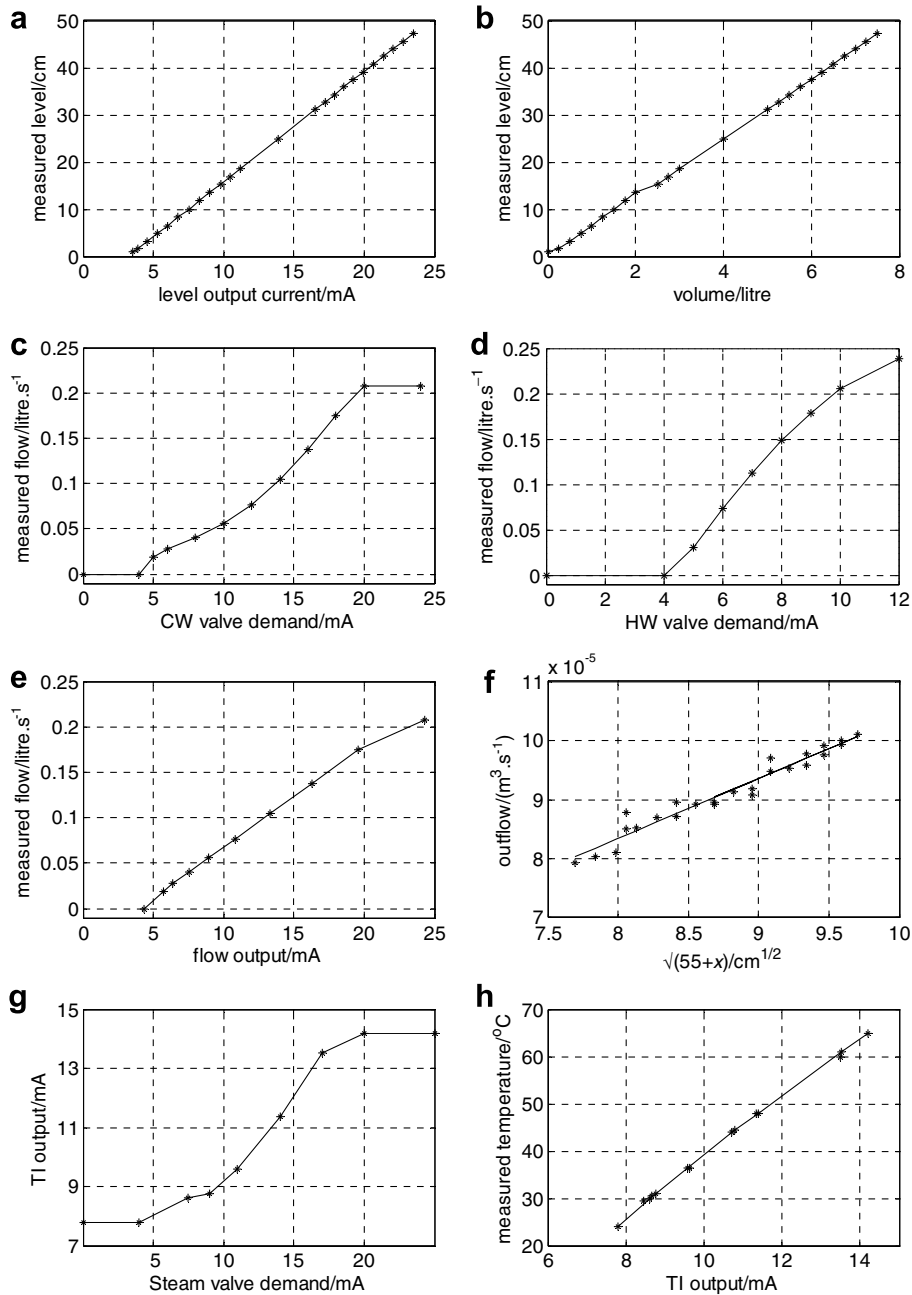 a
50
40
30
20
10
0
measured level/cm
0 5 10 15 20 25
level output current/mA
b
50
40
30
20
10
0
measured level/cm
0 2 4 6 8
volume/litre
c
0.25
0.2
0.15
0.1
0.05
0
measured flow/litre.s⁻¹
0 5 10 15 20 25
CW valve demand/mA
d
0.25
0.2
0.15
0.1
0.05
0
measured flow/litre.s⁻¹
0 2 4 6 8 10 12
HW valve demand/mA
e
0.25
0.2
0.15
0.1
0.05
0
measured flow/litre.s⁻¹
0 5 10 15 20 25
flow output/mA
f
x 10⁻⁵
11
10
9
8
7
outflow/(m³.s⁻¹)
7.5 8 8.5 9 9.5 10
√(55+x)/cm¹/²
g
15
13
11
9
7
TI output/mA
0 5 10 15 20 25
Steam valve demand/mA
h
70
60
50
40
30
20
measured temperature/°C
6 8 10 12 14
TI output/mA